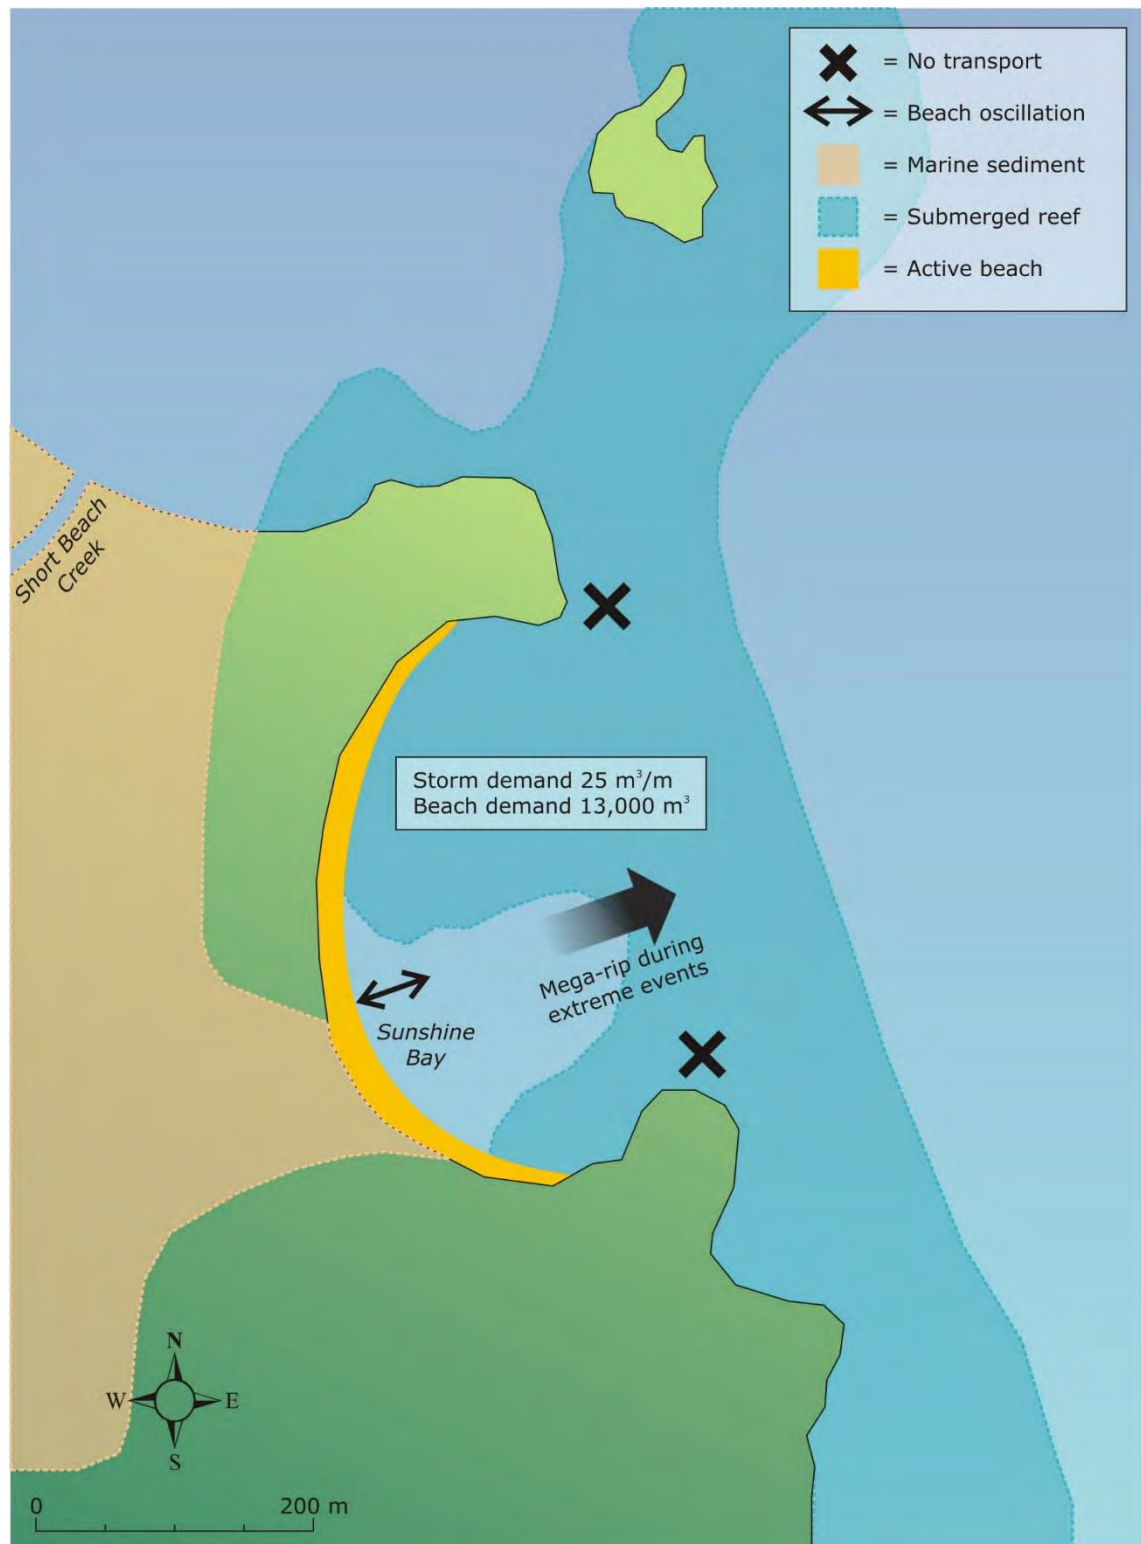 = No transport
= Beach oscillation
= Marine sediment
= Submerged reef
= Active beach
Short Beach
Creek
Storm demand 25 m³/m
Beach demand 13,000 m³
Mega-rip during
extreme events
Sunshine
Bay
N
W E
S
0 200 m